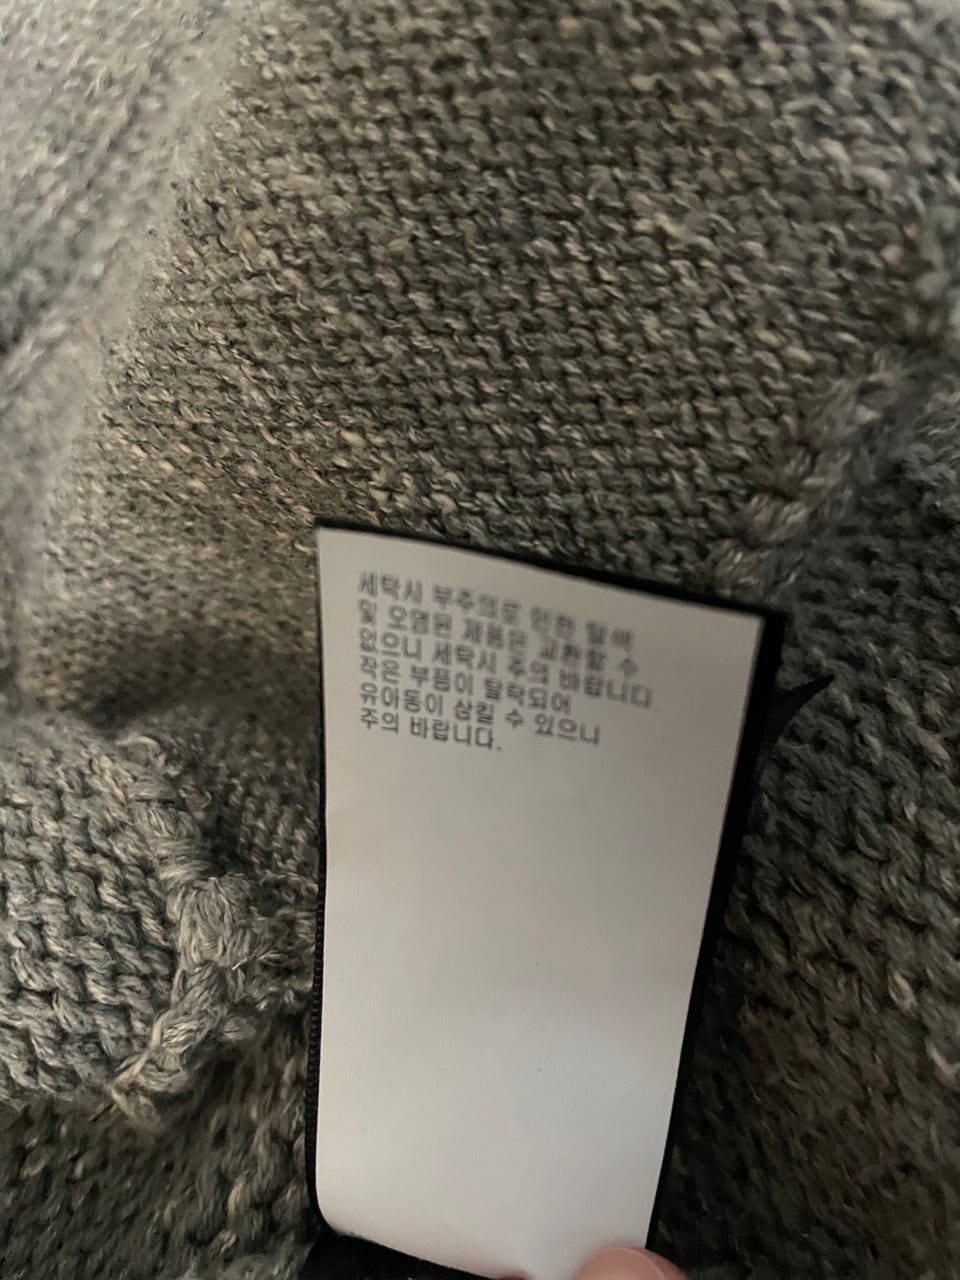 세탁시 부주의로 인한 탈색
및 오염된 제품은 교환할 수
없으니 세탁시 주의 바랍니다.
작은 부품이 탈락되어
유아동이 삼킬 수 있으니
주의 바랍니다.